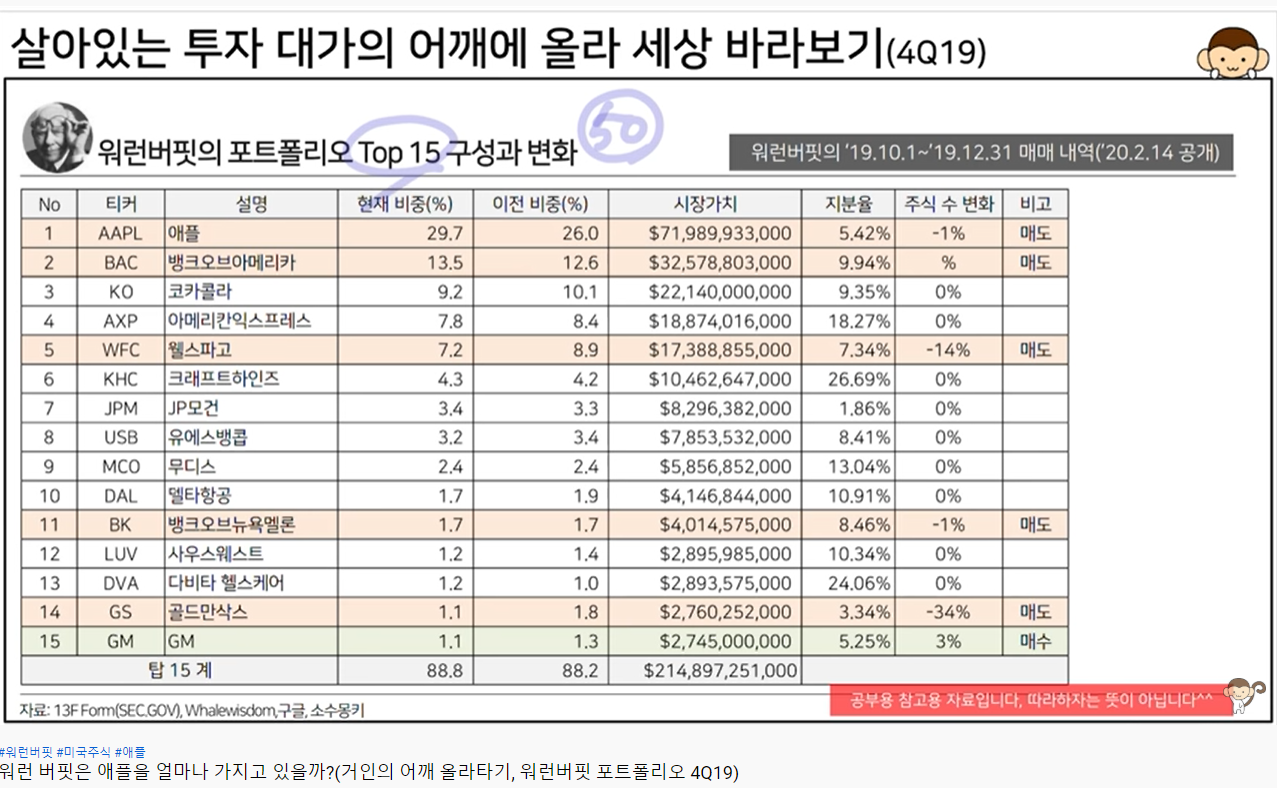 살아있는 투자 대가의 어깨에 올라 세상 바라보기(4Q19)
워런버핏의 포트폴리오 Top 15 구성과 변화
50
워런버핏의 '19.10.1~'19.12.31 매매 내역('20.2.14 공개)
No 티커 설명 현재 비중(%) 이전 비중(%) 시장가치 지분율 주식 수 변화 비고
1 AAPL 애플 29.7 26.0 $71,989,933,000 5.42% -1% 매도
2 BAC 뱅크오브아메리카 13.5 12.6 $32,578,803,000 9.94% % 매도
3 KO 코카콜라 9.2 10.1 $22,140,000,000 9.35% 0%
4 AXP 아메리칸익스프레스 7.8 8.4 $18,874,016,000 18.27% 0%
5 WFC 웰스파고 7.2 8.9 $17,388,855,000 7.34% -14% 매도
6 KHC 크래프트하인즈 4.3 4.2 $10,462,647,000 26.69% 0%
7 JPM JP모건 3.4 3.3 $8,296,382,000 1.86% 0%
8 USB 유에스뱅콥 3.2 3.4 $7,853,532,000 8.41% 0%
9 MCO 무디스 2.4 2.4 $5,856,852,000 13.04% 0%
10 DAL 델타항공 1.7 1.9 $4,146,844,000 10.91% 0%
11 BK 뱅크오브뉴욕멜론 1.7 1.7 $4,014,575,000 8.46% -1% 매도
12 LUV 사우스웨스트 1.2 1.4 $2,895,985,000 10.34% 0%
13 DVA 다비타 헬스케어 1.2 1.0 $2,893,575,000 24.06% 0%
14 GS 골드만삭스 1.1 1.8 $2,760,252,000 3.34% -34% 매도
15 GM GM 1.1 1.3 $2,745,000,000 5.25% 3% 매수
탑 15 계 88.8 88.2 $214,897,251,000
자료: 13F Form(SEC.GOV), Whalewisdom,구글, 소수몽키
공부용 참고용 자료입니다, 따라하자는 뜻이 아닙니다^^
#워런버핏 #미국주식 #애플
워런 버핏은 애플을 얼마나 가지고 있을까?(거인의 어깨 올라타기, 워런버핏 포트폴리오 4Q19)